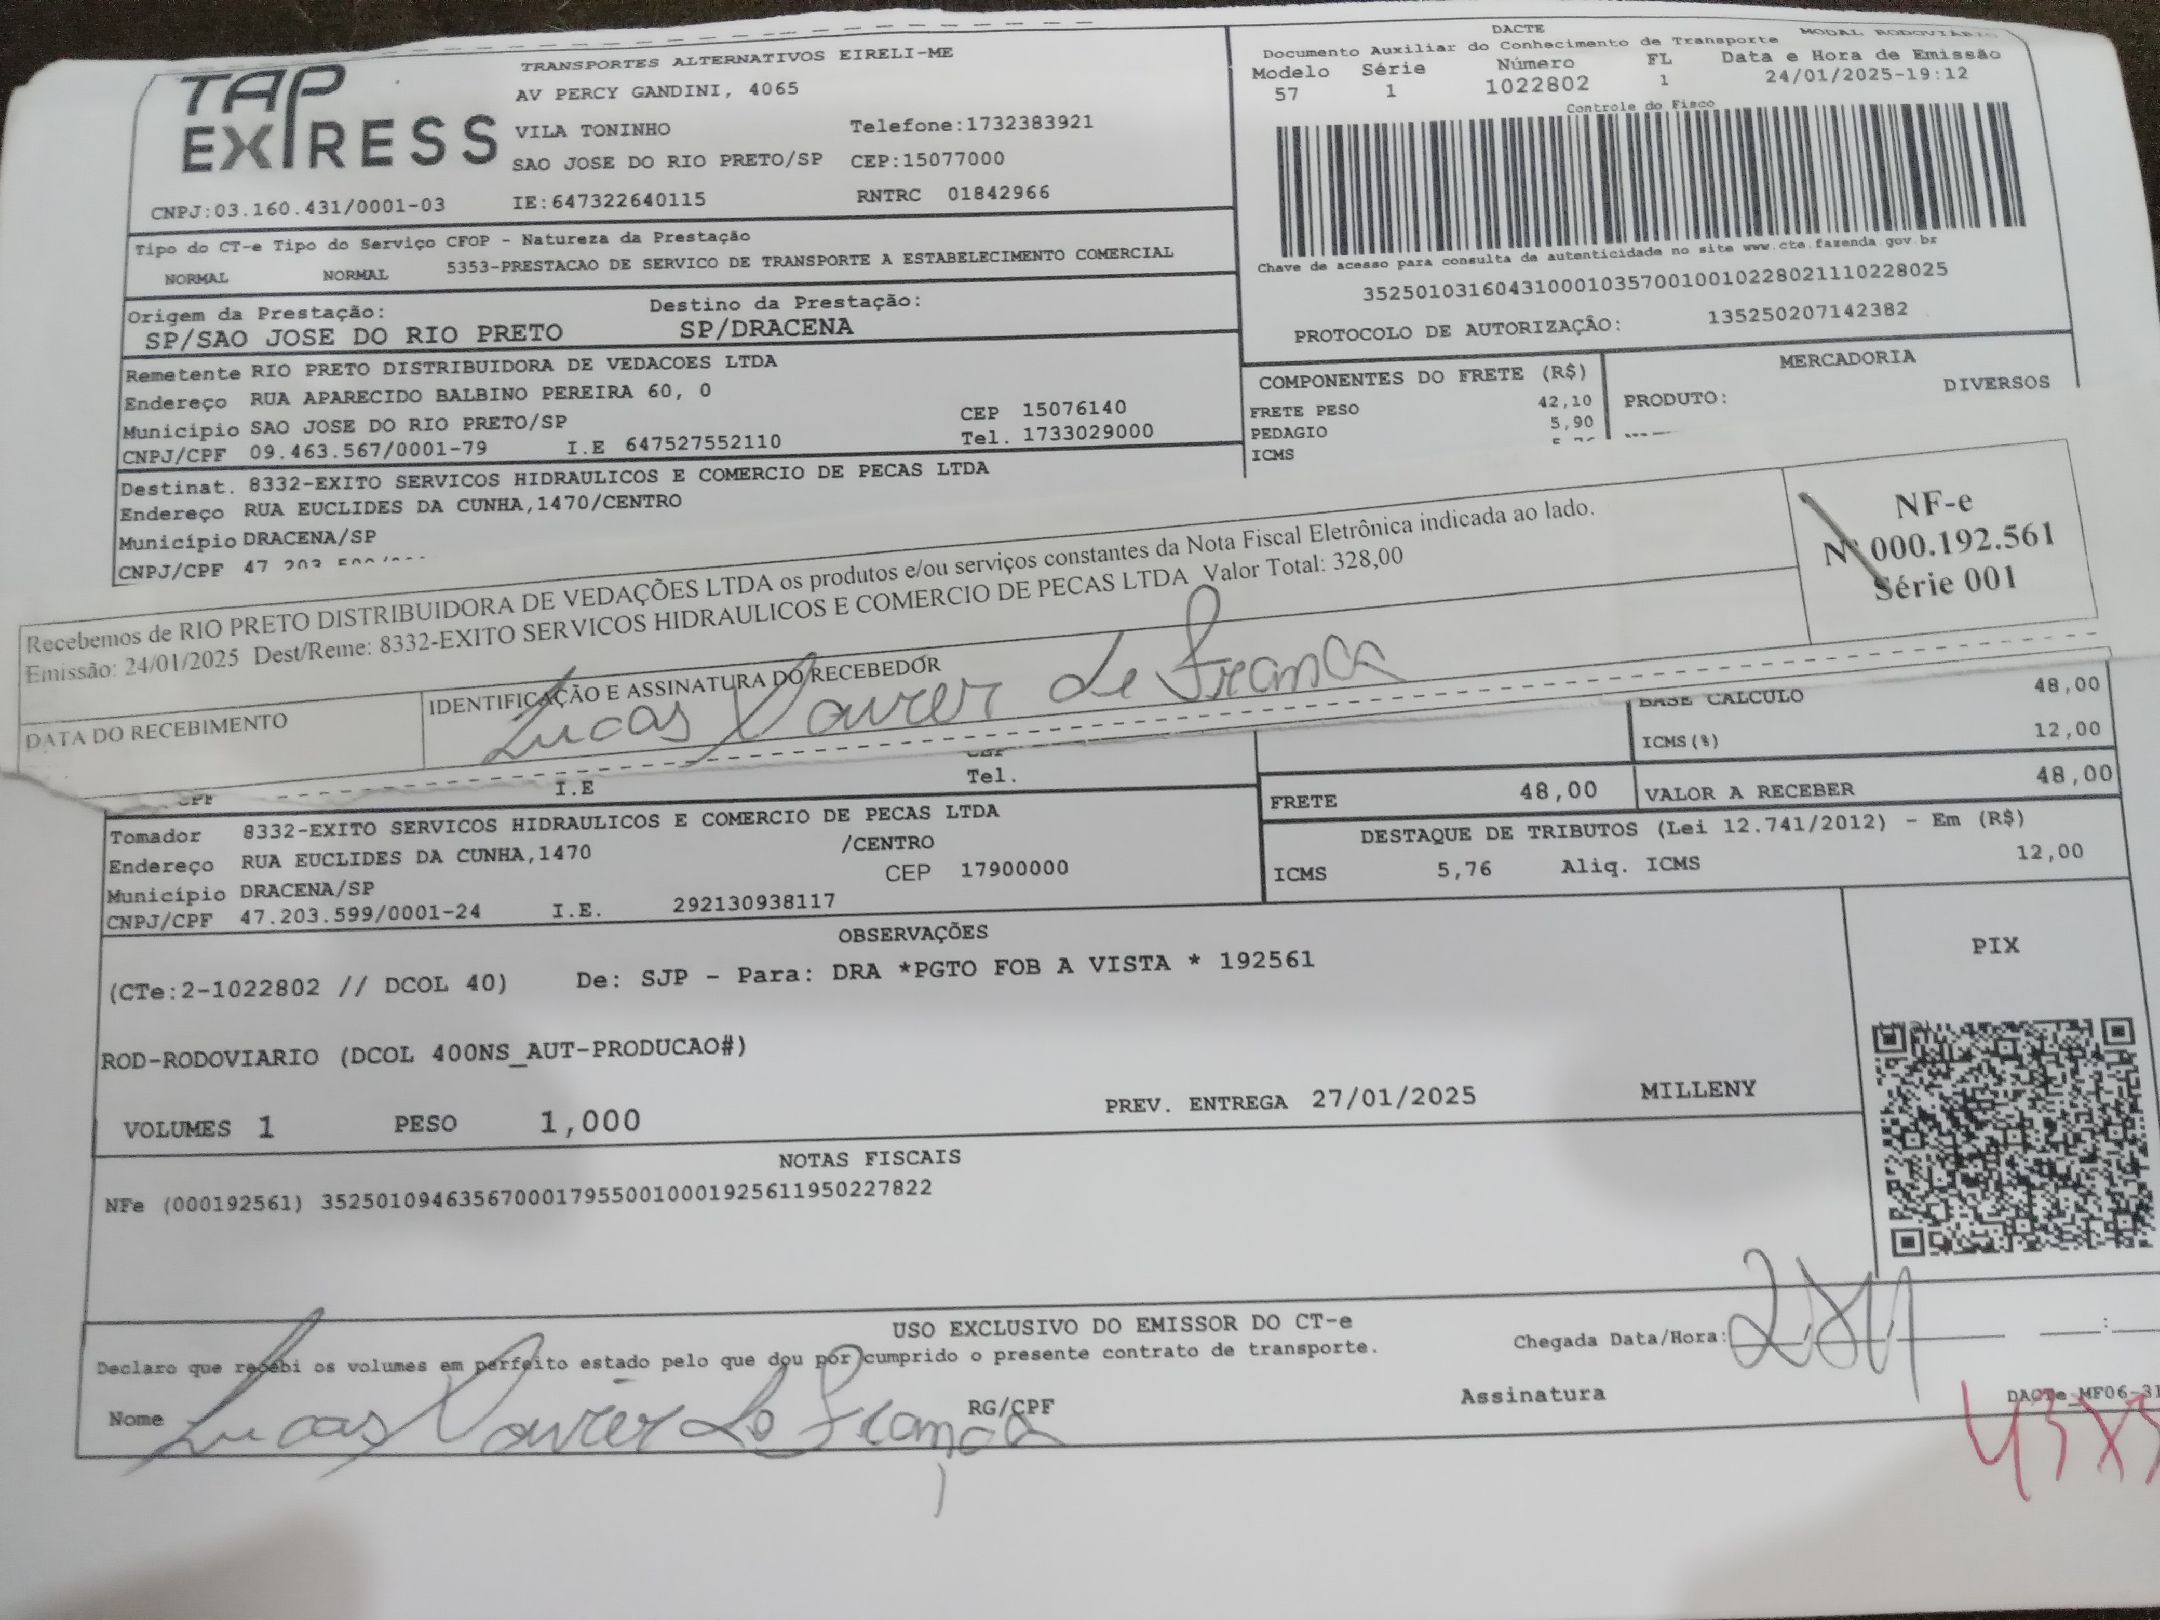 TAP EXPRESS
TRANSPORTES ALTERNATIVOS EIRELI-ME
AV PERCY GANDINI, 4065
VILA TONINHO Telefone:1732383921
SAO JOSE DO RIO PRETO/SP CEP:15077000
CNPJ:03.160.431/0001-03 IE:647322640115 RNTRC 01842966
DACTE MODAL RODOVIÁRIO
Documento Auxiliar do Conhecimento de Transporte
Modelo Série Número FL Data e Hora de Emissão
57 1 1022802 1 24/01/2025-19:12
Controle do Fisco
Chave de acesso para consulta de autenticidade no site www.cte.fazenda.gov.br
35250103160431000103570010010228021110228025
PROTOCOLO DE AUTORIZAÇÃO: 135250207142382
Tipo do CT-e Tipo do Serviço CFOP - Natureza da Prestação
NORMAL NORMAL 5353-PRESTACAO DE SERVICO DE TRANSPORTE A ESTABELECIMENTO COMERCIAL
Origem da Prestação: Destino da Prestação:
SP/SAO JOSE DO RIO PRETO SP/DRACENA
Remetente RIO PRETO DISTRIBUIDORA DE VEDACOES LTDA
Endereço RUA APARECIDO BALBINO PEREIRA 60, 0
Município SAO JOSE DO RIO PRETO/SP CEP 15076140
CNPJ/CPF 09.463.567/0001-79 I.E 647527552110 Tel. 1733029000
COMPONENTES DO FRETE (R$)
FRETE PESO 42,10
PEDAGIO 5,90
ICMS
MERCADORIA
PRODUTO: DIVERSOS
Destinat. 8332-EXITO SERVICOS HIDRAULICOS E COMERCIO DE PECAS LTDA
Endereço RUA EUCLIDES DA CUNHA,1470/CENTRO
Município DRACENA/SP
CNPJ/CPF 47.203.599/000
Recebemos de RIO PRETO DISTRIBUIDORA DE VEDAÇÕES LTDA os produtos e/ou serviços constantes da Nota Fiscal Eletrônica indicada ao lado.
Emissão: 24/01/2025 Dest/Reme: 8332-EXITO SERVICOS HIDRAULICOS E COMERCIO DE PECAS LTDA Valor Total: 328,00
NF-e
Nº 000.192.561
Série 001
DATA DO RECEBIMENTO
IDENTIFICAÇÃO E ASSINATURA DO RECEBEDOR
Lucas Xavier de França
BASE CALCULO 48,00
ICMS(%) 12,00
CPF I.E CEP Tel.
FRETE 48,00 VALOR A RECEBER 48,00
Tomador 8332-EXITO SERVICOS HIDRAULICOS E COMERCIO DE PECAS LTDA
Endereço RUA EUCLIDES DA CUNHA,1470 /CENTRO
Município DRACENA/SP CEP 17900000
CNPJ/CPF 47.203.599/0001-24 I.E. 292130938117
DESTAQUE DE TRIBUTOS (Lei 12.741/2012) - Em (R$)
ICMS 5,76 Aliq. ICMS 12,00
OBSERVAÇÕES
(CTe:2-1022802 // DCOL 40) De: SJP - Para: DRA *PGTO FOB A VISTA * 192561
ROD-RODOVIARIO (DCOL 400NS_AUT-PRODUCAO#)
VOLUMES 1 PESO 1,000 PREV. ENTREGA 27/01/2025 MILLENY
PIX
NOTAS FISCAIS
NFe (000192561) 35250109463567000179550010001925611950227822
USO EXCLUSIVO DO EMISSOR DO CT-e
Declaro que recebi os volumes em perfeito estado pelo que dou por cumprido o presente contrato de transporte.
Chegada Data/Hora:
Nome Lucas Xavier de França RG/CPF Assinatura
DACTe_MF06-31